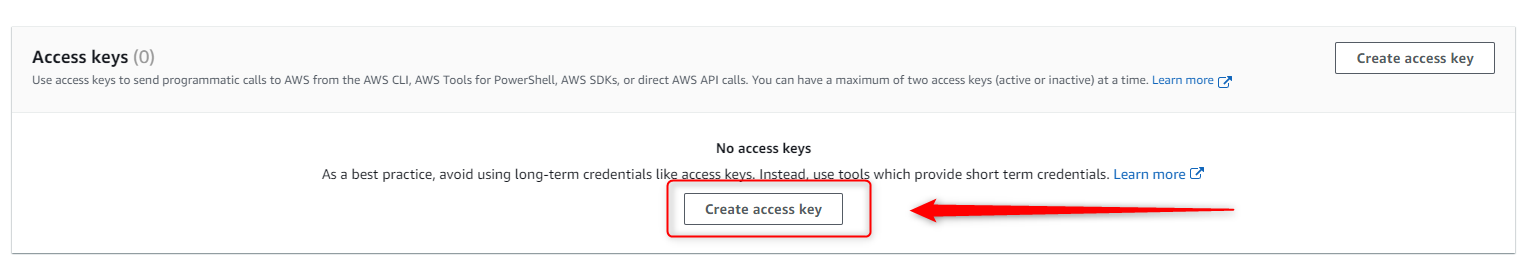 Access keys (0)
Create access key
Use access keys to send programmatic calls to AWS from the AWS CLI, AWS Tools for PowerShell, AWS SDKs, or direct AWS API calls. You can have a maximum of two access keys (active or inactive) at a time. Learn more
No access keys
As a best practice, avoid using long-term credentials like access keys. Instead, use tools which provide short term credentials. Learn more
Create access key